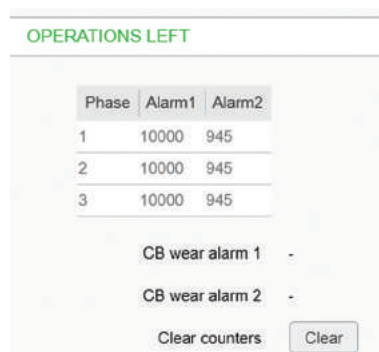 OPERATIONS LEFT
Phase Alarm1 Alarm2
1 10000 945
2 10000 945
3 10000 945
CB wear alarm 1 -
CB wear alarm 2 -
Clear counters Clear